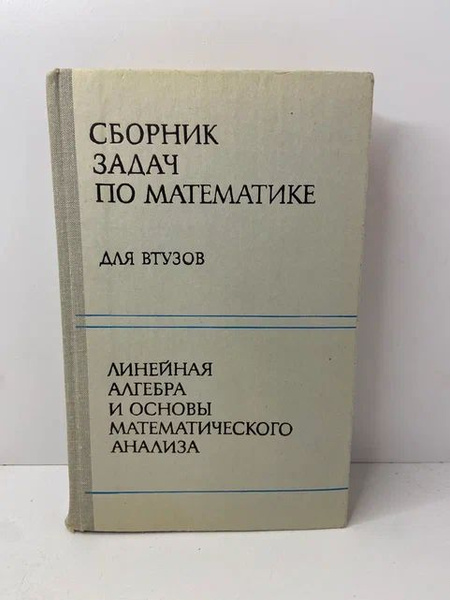 СБОРНИК
ЗАДАЧ
ПО МАТЕМАТИКЕ
ДЛЯ ВТУЗОВ
ЛИНЕЙНАЯ
АЛГЕБРА
И ОСНОВЫ
МАТЕМАТИЧЕСКОГО
АНАЛИЗА